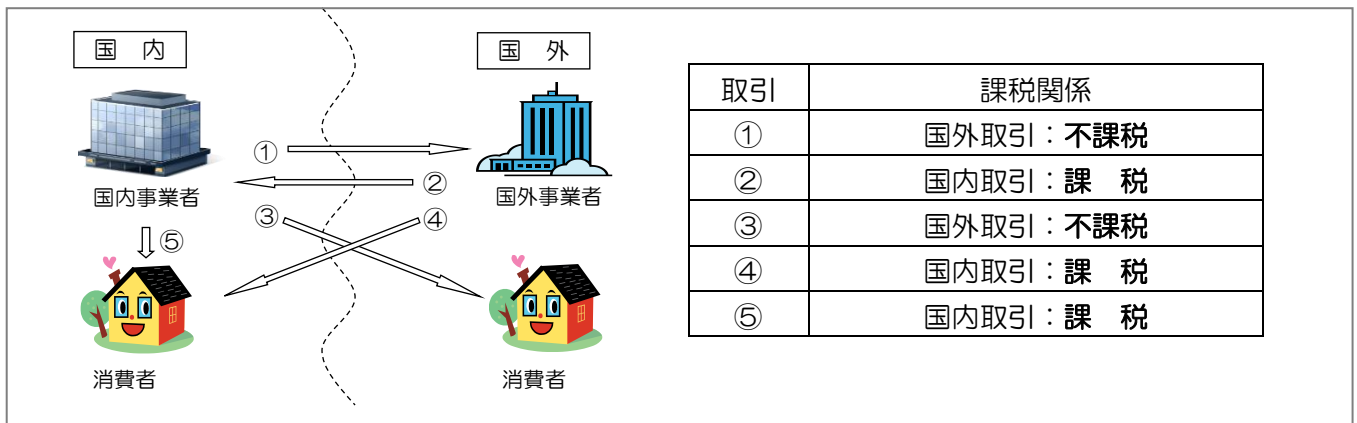 国 内
国 外
①
②
国内事業者
国外事業者
③
④
⑤
消費者
消費者
取引 課税関係
① 国外取引:不課税
② 国内取引:課 税
③ 国外取引:不課税
④ 国内取引:課 税
⑤ 国内取引:課 税